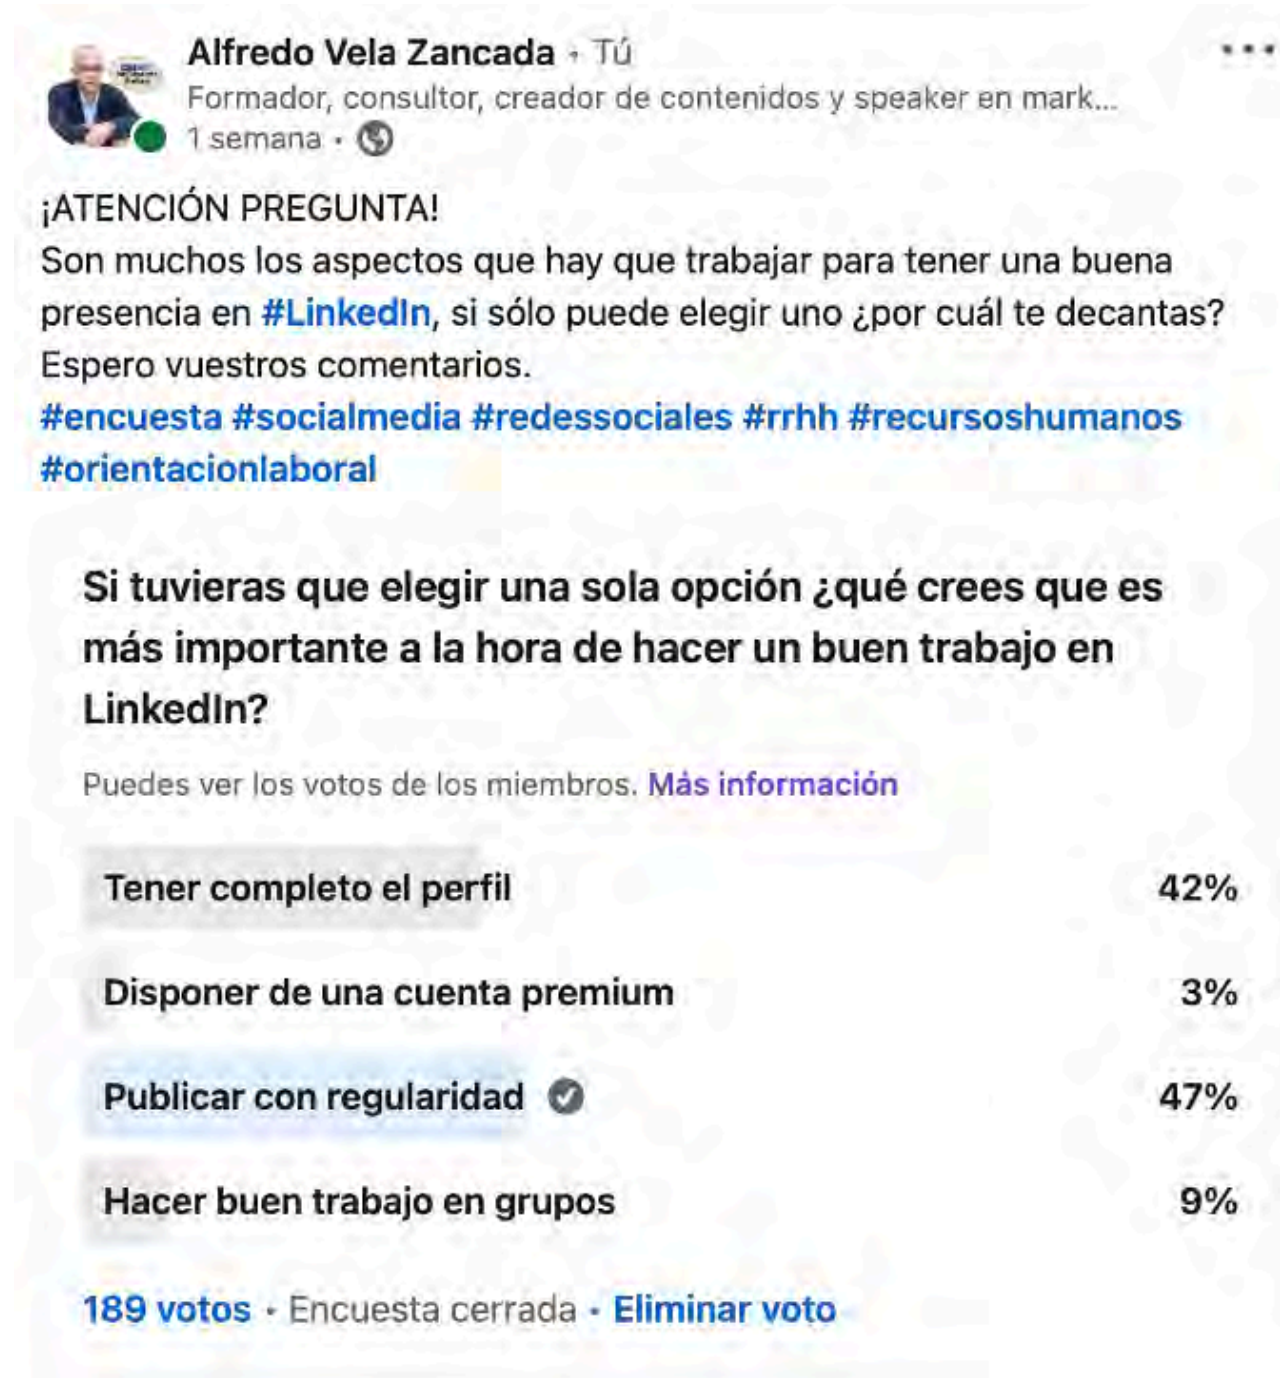 Alfredo Vela Zancada • Tú
Formador, consultor, creador de contenidos y speaker en mark...
1 semana •
¡ATENCIÓN PREGUNTA!
Son muchos los aspectos que hay que trabajar para tener una buena
presencia en #LinkedIn, si sólo puede elegir uno ¿por cuál te decantas?
Espero vuestros comentarios.
#encuesta #socialmedia #redessociales #rrhh #recursoshumanos
#orientacionlaboral
Si tuvieras que elegir una sola opción ¿qué crees que es
más importante a la hora de hacer un buen trabajo en
LinkedIn?
Puedes ver los votos de los miembros. Más información
Tener completo el perfil 42%
Disponer de una cuenta premium 3%
Publicar con regularidad 47%
Hacer buen trabajo en grupos 9%
189 votos • Encuesta cerrada • Eliminar voto